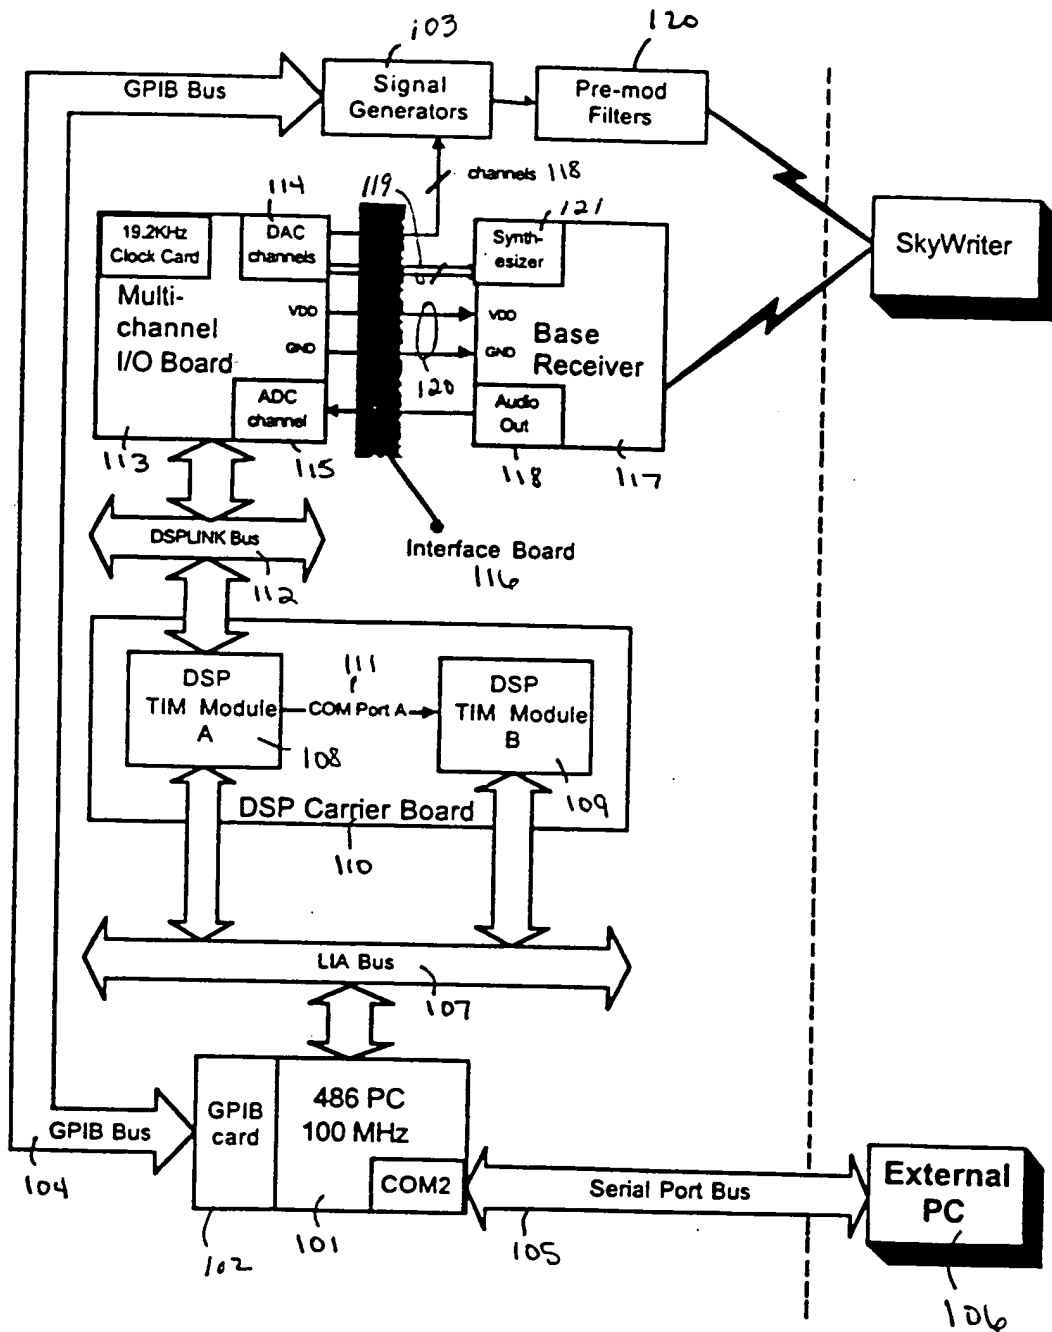 103
120
GPIB Bus
Signal
Generators
Pre-mod
Filters
channels 118
119
114
121
19.2KHz
Clock Card
DAC
channels
Synth-
esizer
SkyWriter
Multi-
channel
I/O Board
VDD
GND
VDD
GND
Base
Receiver
120
ADC
channel
Audio
Out
113
115
118
117
DSPLINK Bus
112
Interface Board
116
DSP
TIM Module
A
111
COM Port A
DSP
TIM Module
B
108
109
DSP Carrier Board
110
LIA Bus
107
GPIB
card
486 PC
100 MHz
COM2
GPIB Bus
104
Serial Port Bus
105
External
PC
102
101
106